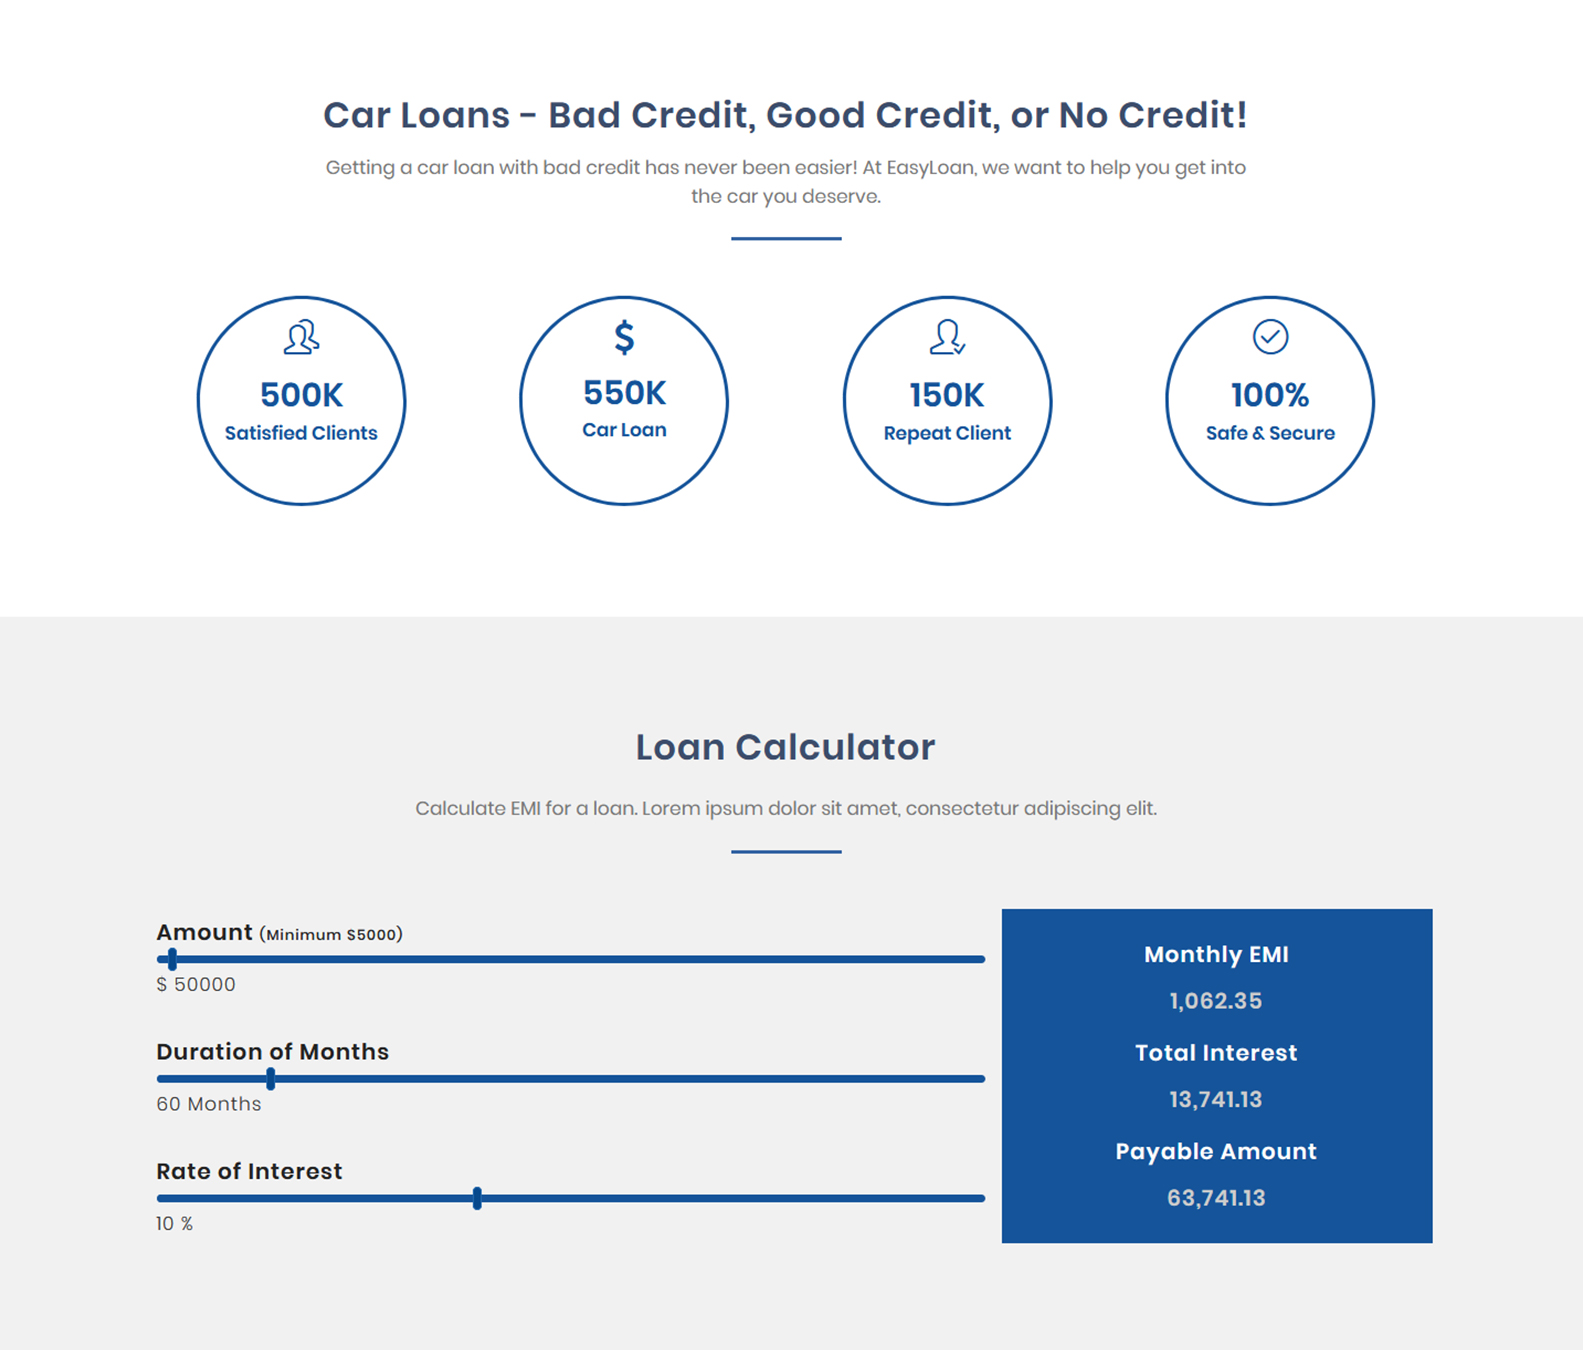 Car Loans - Bad Credit, Good Credit, or No Credit!
Getting a car loan with bad credit has never been easier! At EasyLoan, we want to help you get into
the car you deserve.
500K
Satisfied Clients
$
550K
Car Loan
150K
Repeat Client
100%
Safe & Secure
Loan Calculator
Calculate EMI for a loan. Lorem ipsum dolor sit amet, consectetur adipiscing elit.
Amount (Minimum $5000)
$ 50000
Duration of Months
60 Months
Rate of Interest
10 %
Monthly EMI
1,062.35
Total Interest
13,741.13
Payable Amount
63,741.13